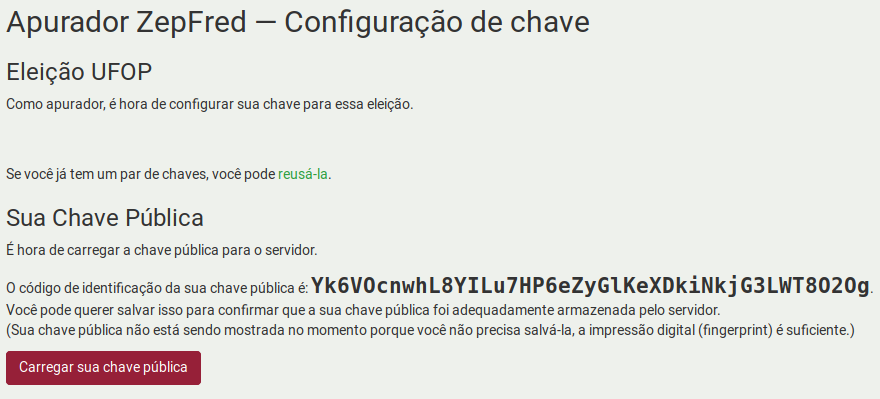 Apurador ZepFred — Configuração de chave
Eleição UFOP
Como apurador, é hora de configurar sua chave para essa eleição.
Se você já tem um par de chaves, você pode reusá-la.
Sua Chave Pública
É hora de carregar a chave pública para o servidor.
O código de identificação da sua chave pública é: Yk6VOcnwhL8YILu7HP6eZyGlKeXDkiNkjG3LWT8O2Og.
Você pode querer salvar isso para confirmar que a sua chave pública foi adequadamente armazenada pelo servidor.
(Sua chave pública não está sendo mostrada no momento porque você não precisa salvá-la, a impressão digital (fingerprint) é suficiente.)
Carregar sua chave pública